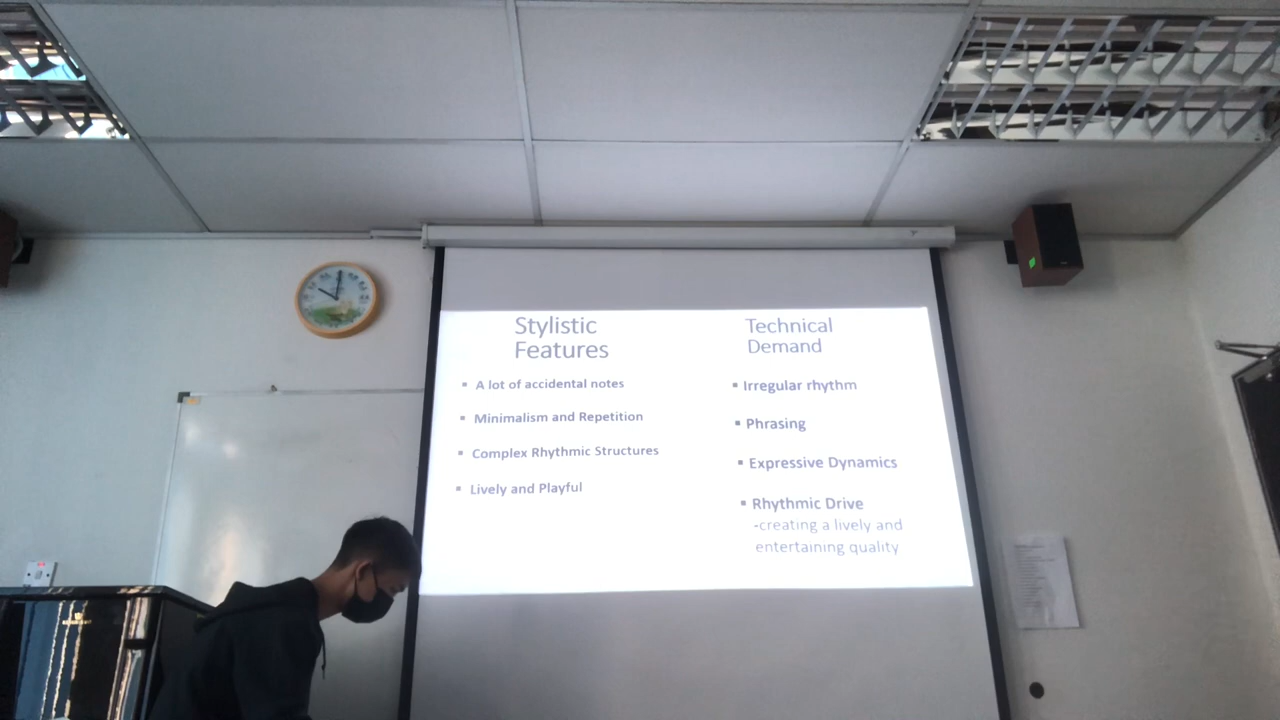 Stylistic
Features
▪ A lot of accidental notes
▪ Minimalism and Repetition
▪ Complex Rhythmic Structures
▪ Lively and Playful
Technical
Demand
▪ Irregular rhythm
▪ Phrasing
▪ Expressive Dynamics
▪ Rhythmic Drive
-creating a lively and
entertaining quality